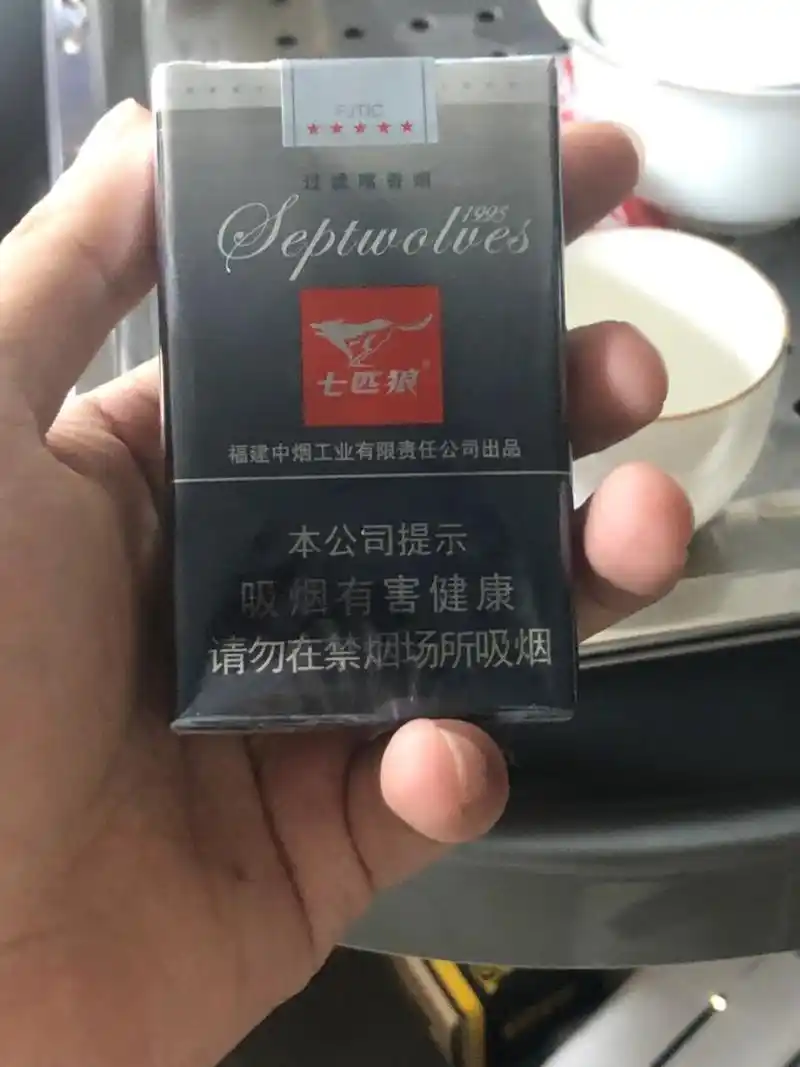 FJTIC
★★★★★
过滤嘴香烟
1995
Septwolves
七匹狼®
福建中烟工业有限责任公司出品
本公司提示
吸烟有害健康
请勿在禁烟场所吸烟